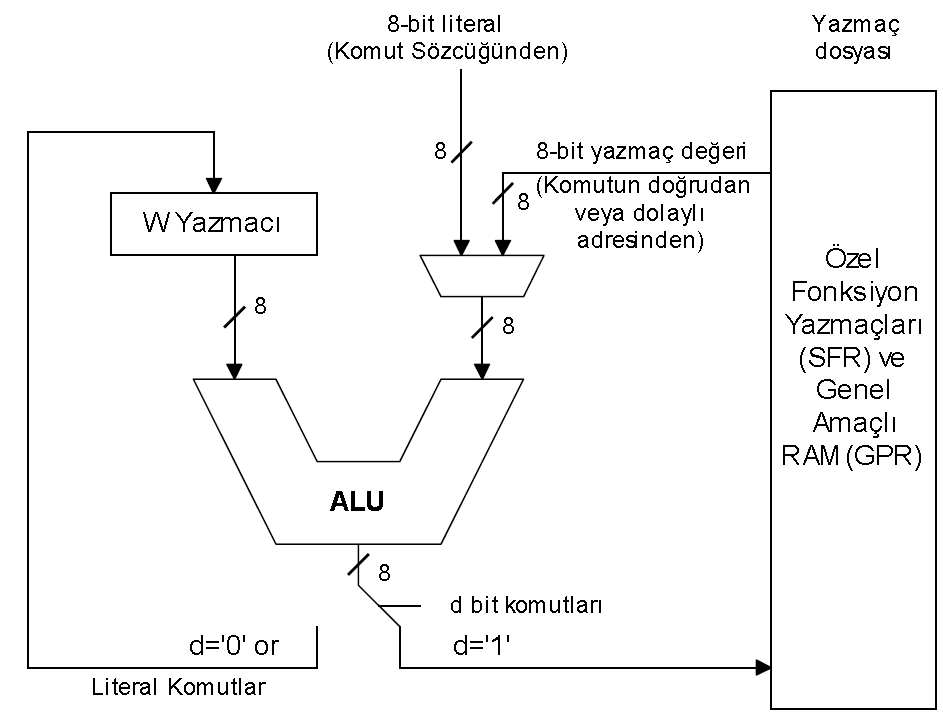 8-bit literal
(Komut Sözcüğünden)
Yazmaç
dosyası
8
8-bit yazmaç değeri
(Komutun doğrudan
veya dolaylı
adresinden)
8
W Yazmacı
8
8
Özel
Fonksiyon
Yazmaçları
(SFR) ve
Genel
Amaçlı
RAM (GPR)
ALU
8
d bit komutları
d='0' or
d='1'
Literal Komutlar